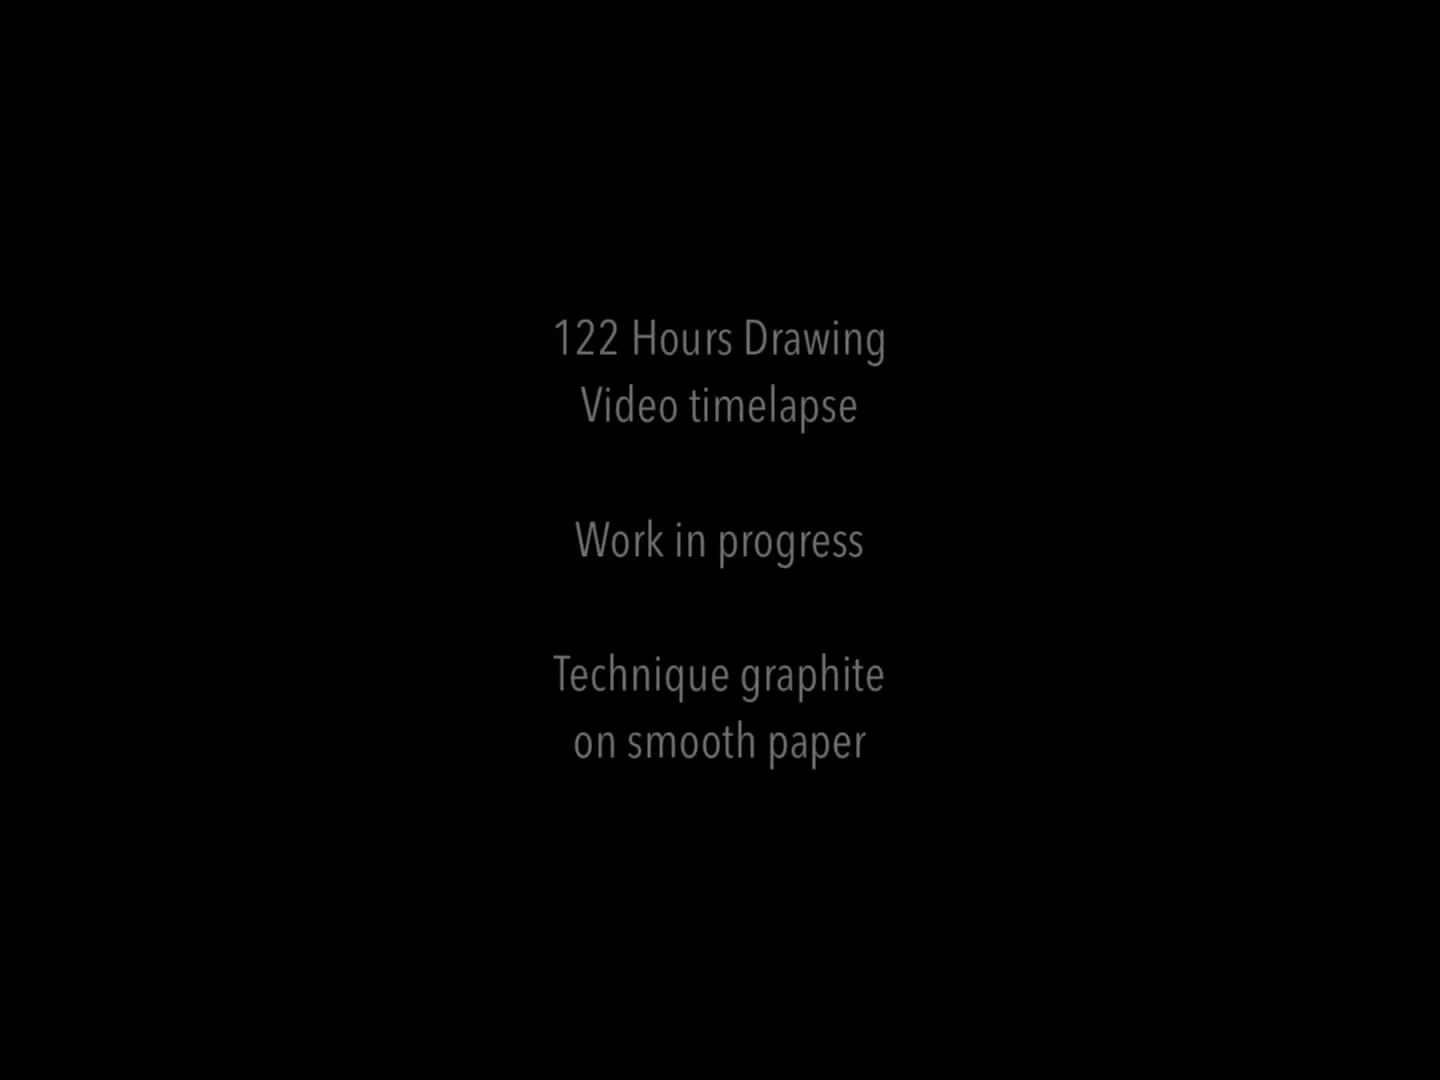 122 Hours Drawing
Video timelapse
Work in progress
Technique graphite
on smooth paper